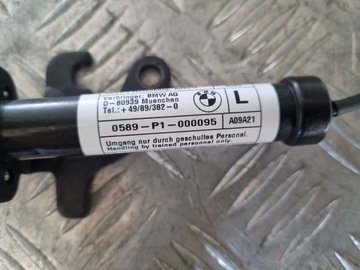 Verbringer: BMW AG
D-80939 Muenchen
Tel.: +49/89/382-0
BMW
L
0589-P1-000095
A09A21
Umgang nur durch geschultes Personal.
Handling by trained personnel only.